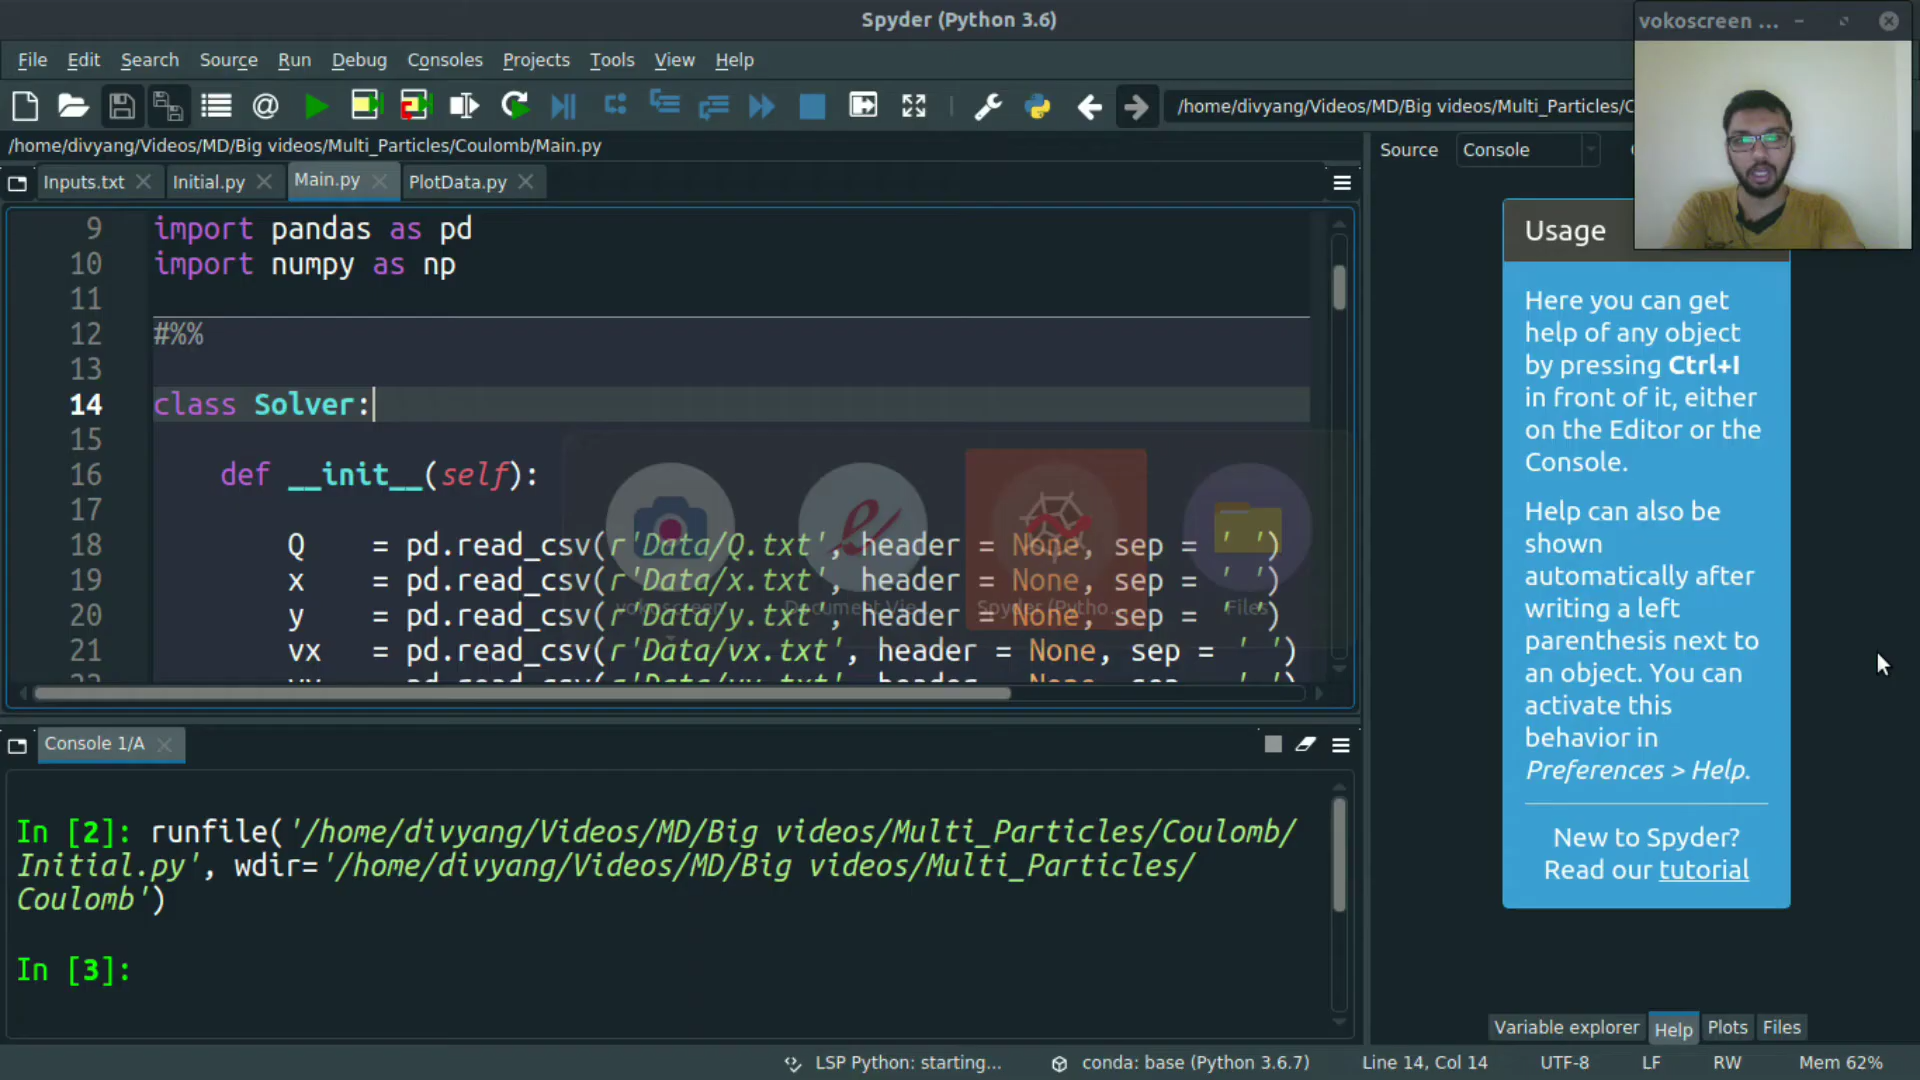 Spyder (Python 3.6)
vokoscreen ...
File Edit Search Source Run Debug Consoles Projects Tools View Help
/home/divyang/Videos/MD/Big videos/Multi_Particles/C
/home/divyang/Videos/MD/Big videos/Multi_Particles/Coulomb/Main.py
Source Console
Inputs.txt Initial.py Main.py PlotData.py
9 import pandas as pd
10 import numpy as np
11
12 #%%
13
14 class Solver:
15
16 def __init__(self):
17
18 Q = pd.read_csv(r'Data/Q.txt', header = None, sep = ' ')
19 x = pd.read_csv(r'Data/x.txt', header = None, sep = ' ')
20 y = pd.read_csv(r'Data/y.txt', header = None, sep = ' ')
21 vx = pd.read_csv(r'Data/vx.txt', header = None, sep = ' ')
vokoscreen Document Vie... Spyder (Pytho... Files
Usage
Here you can get
help of any object
by pressing Ctrl+I
in front of it, either
on the Editor or the
Console.
Help can also be
shown
automatically after
writing a left
parenthesis next to
an object. You can
activate this
behavior in
Preferences > Help.
New to Spyder?
Read our tutorial
Console 1/A
In [2]: runfile('/home/divyang/Videos/MD/Big videos/Multi_Particles/Coulomb/
Initial.py', wdir='/home/divyang/Videos/MD/Big videos/Multi_Particles/
Coulomb')
In [3]:
Variable explorer Help Plots Files
LSP Python: starting... conda: base (Python 3.6.7) Line 14, Col 14 UTF-8 LF RW Mem 62%